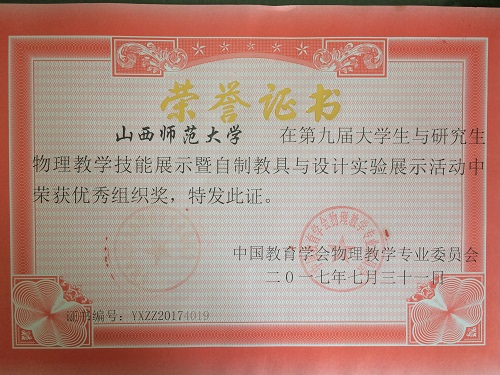 荣誉证书
山西师范大学 在第九届大学生与研究生
物理教学技能展示暨自制教具与设计实验展示活动中
荣获优秀组织奖，特发此证。
中国教育学会物理教学专业委员会
二〇一七年七月三十一日
证书编号：YXZZ20174019